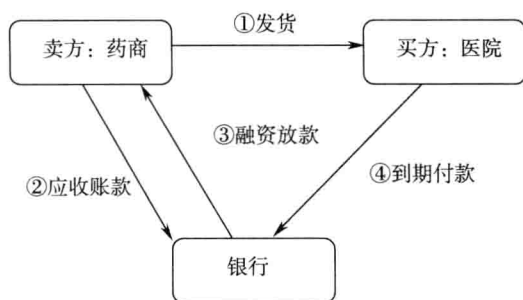 ①发货
卖方：药商
买方：医院
③融资放款
②应收账款
④到期付款
银行